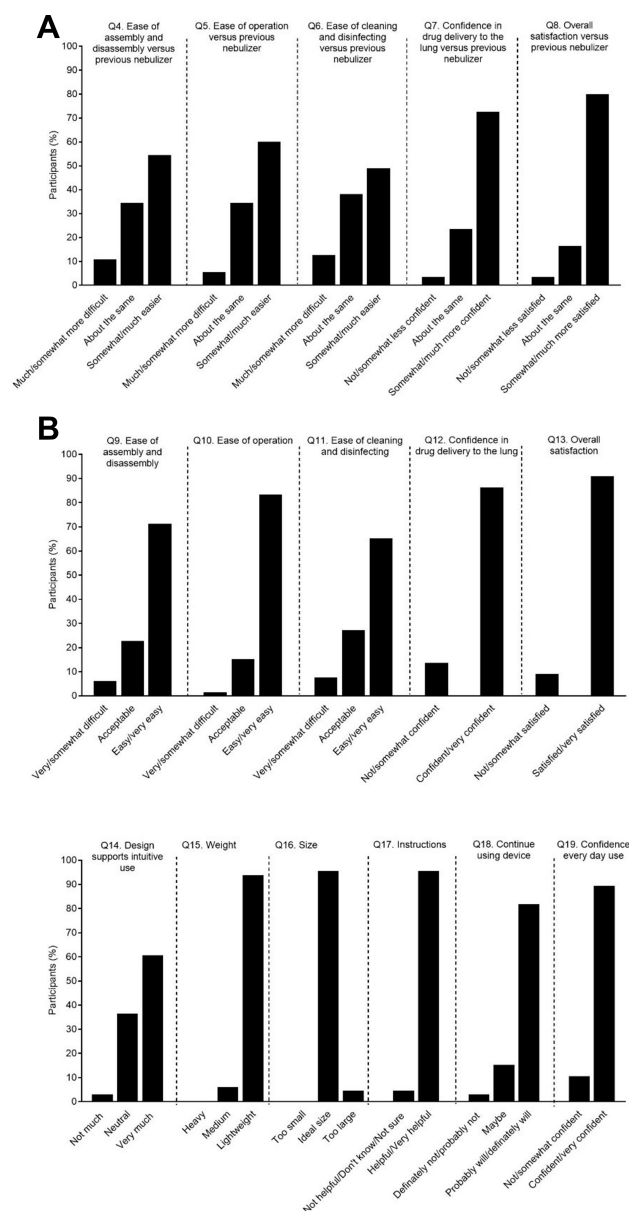 A
Q4. Ease of
assembly and
disassembly versus
previous nebulizer
Q5. Ease of operation
versus previous
nebulizer
Q6. Ease of cleaning
and disinfecting
versus previous
nebulizer
Q7. Confidence in
drug delivery to the
lung versus previous
nebulizer
Q8. Overall
satisfaction versus
previous nebulizer
Participants (%)
100
90
80
70
60
50
40
30
20
10
0
Much/somewhat more difficult
About the same
Somewhat/much easier
Much/somewhat more difficult
About the same
Somewhat/much easier
Much/somewhat more difficult
About the same
Somewhat/much easier
Not/somewhat less confident
About the same
Somewhat/much more confident
Not/somewhat less satisfied
About the same
Somewhat/much more satisfied
B
Q9. Ease of
assembly and
disassembly
Q10. Ease of operation
Q11. Ease of cleaning
and disinfecting
Q12. Confidence in
drug delivery to the lung
Q13. Overall
satisfaction
Participants (%)
100
90
80
70
60
50
40
30
20
10
0
Very/somewhat difficult
Acceptable
Easy/very easy
Very/somewhat difficult
Acceptable
Easy/very easy
Very/somewhat difficult
Acceptable
Easy/very easy
Not/somewhat confident
Confident/very confident
Not/somewhat satisfied
Satisfied/very satisfied
Q14. Design
supports intuitive
use
Q15. Weight
Q16. Size
Q17. Instructions
Q18. Continue
using device
Q19. Confidence
every day use
Participants (%)
100
90
80
70
60
50
40
30
20
10
0
Not much
Neutral
Very much
Heavy
Medium
Lightweight
Too small
Ideal size
Too large
Not helpful/Don't know/Not sure
Helpful/Very helpful
Definately not/probably not
Maybe
Probably will/definately will
Not/somewhat confident
Confident/very confident